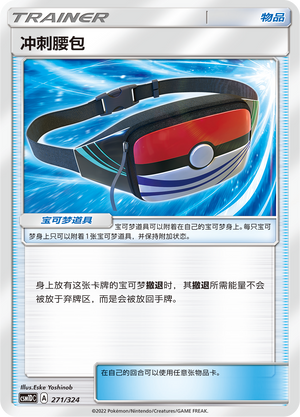 TRAINER
物品
冲刺腰包
宝可梦道具
宝可梦道具可以附着在自己的宝可梦身上。每只宝可
梦身上只可以附着1张宝可梦道具，并保持附加状态。
身上放有这张卡牌的宝可梦撤退时，其撤退所需能量不会
被放于弃牌区，而是会被放回手牌。
在自己的回合可以使用任意张物品卡。
Illus.Eske Yoshinob
CSM1DC A 271/324
©2022 Pokémon/Nintendo/Creatures/GAME FREAK.